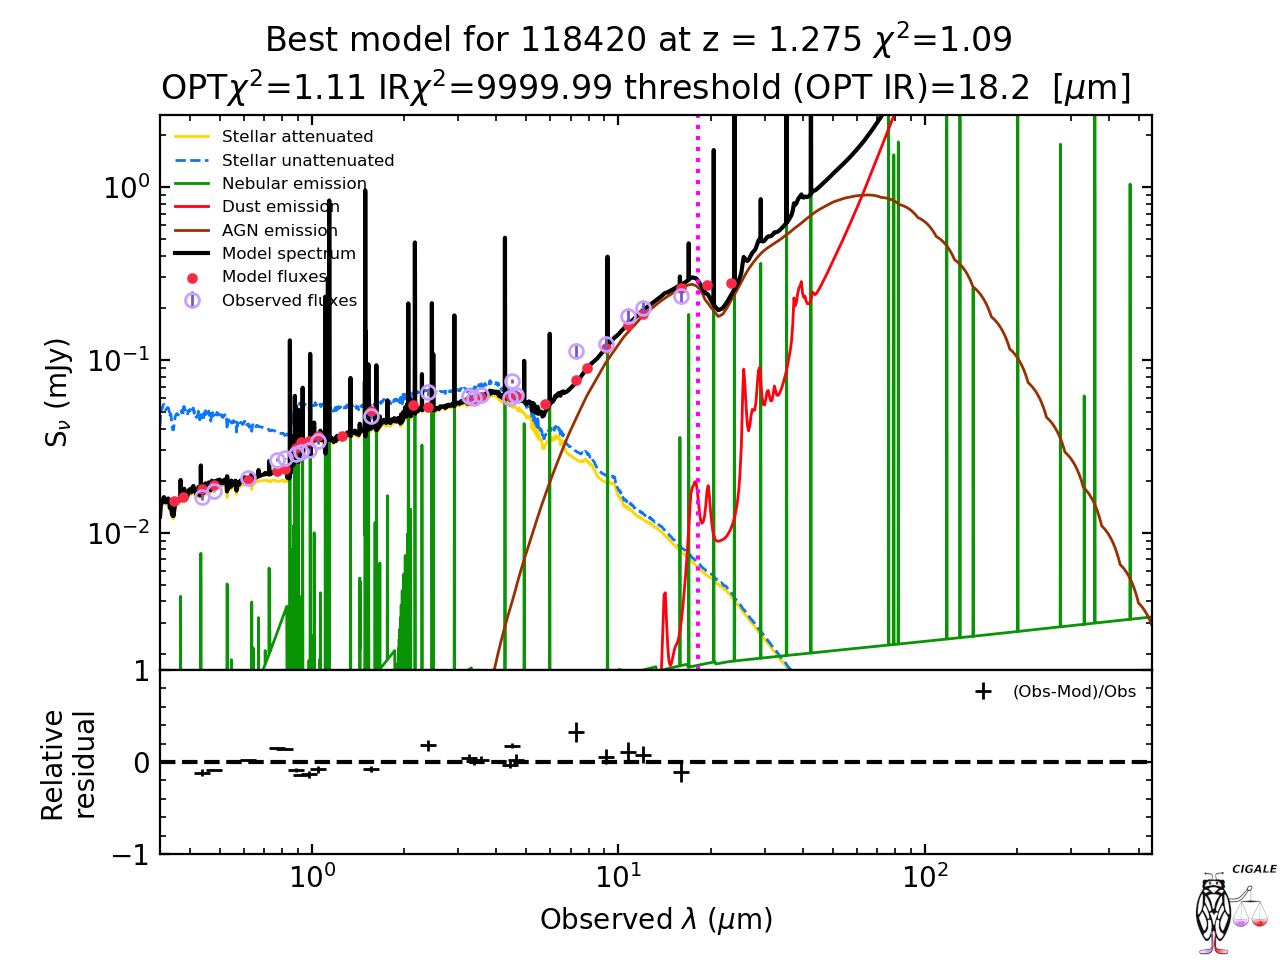 Best model for 118420 at z = 1.275 χ²=1.09
OPTχ²=1.11 IRχ²=9999.99 threshold (OPT IR)=18.2 [μm]
Stellar attenuated
Stellar unattenuated
Nebular emission
Dust emission
AGN emission
Model spectrum
Model fluxes
Observed fluxes
10⁰
10⁻¹
10⁻²
S_ν (mJy)
1
0
−1
Relative
residual
(Obs-Mod)/Obs
10⁰
10¹
10²
Observed λ (μm)
CIGALE